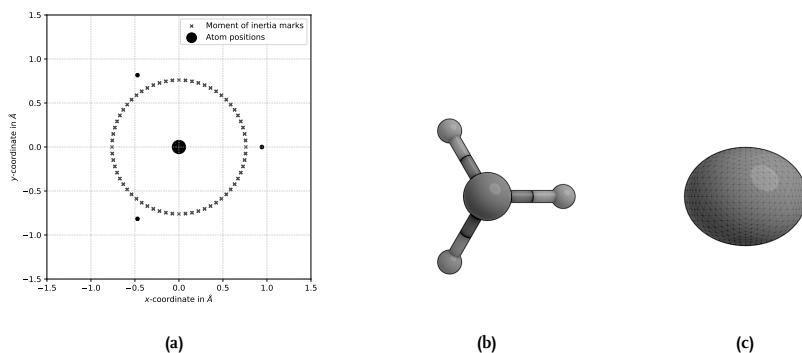 Moment of inertia marks
Atom positions
1.5
1.0
0.5
0.0
−0.5
−1.0
−1.5
y-coordinate in Å
−1.5 −1.0 −0.5 0.0 0.5 1.0 1.5
x-coordinate in Å
(a) (b) (c)